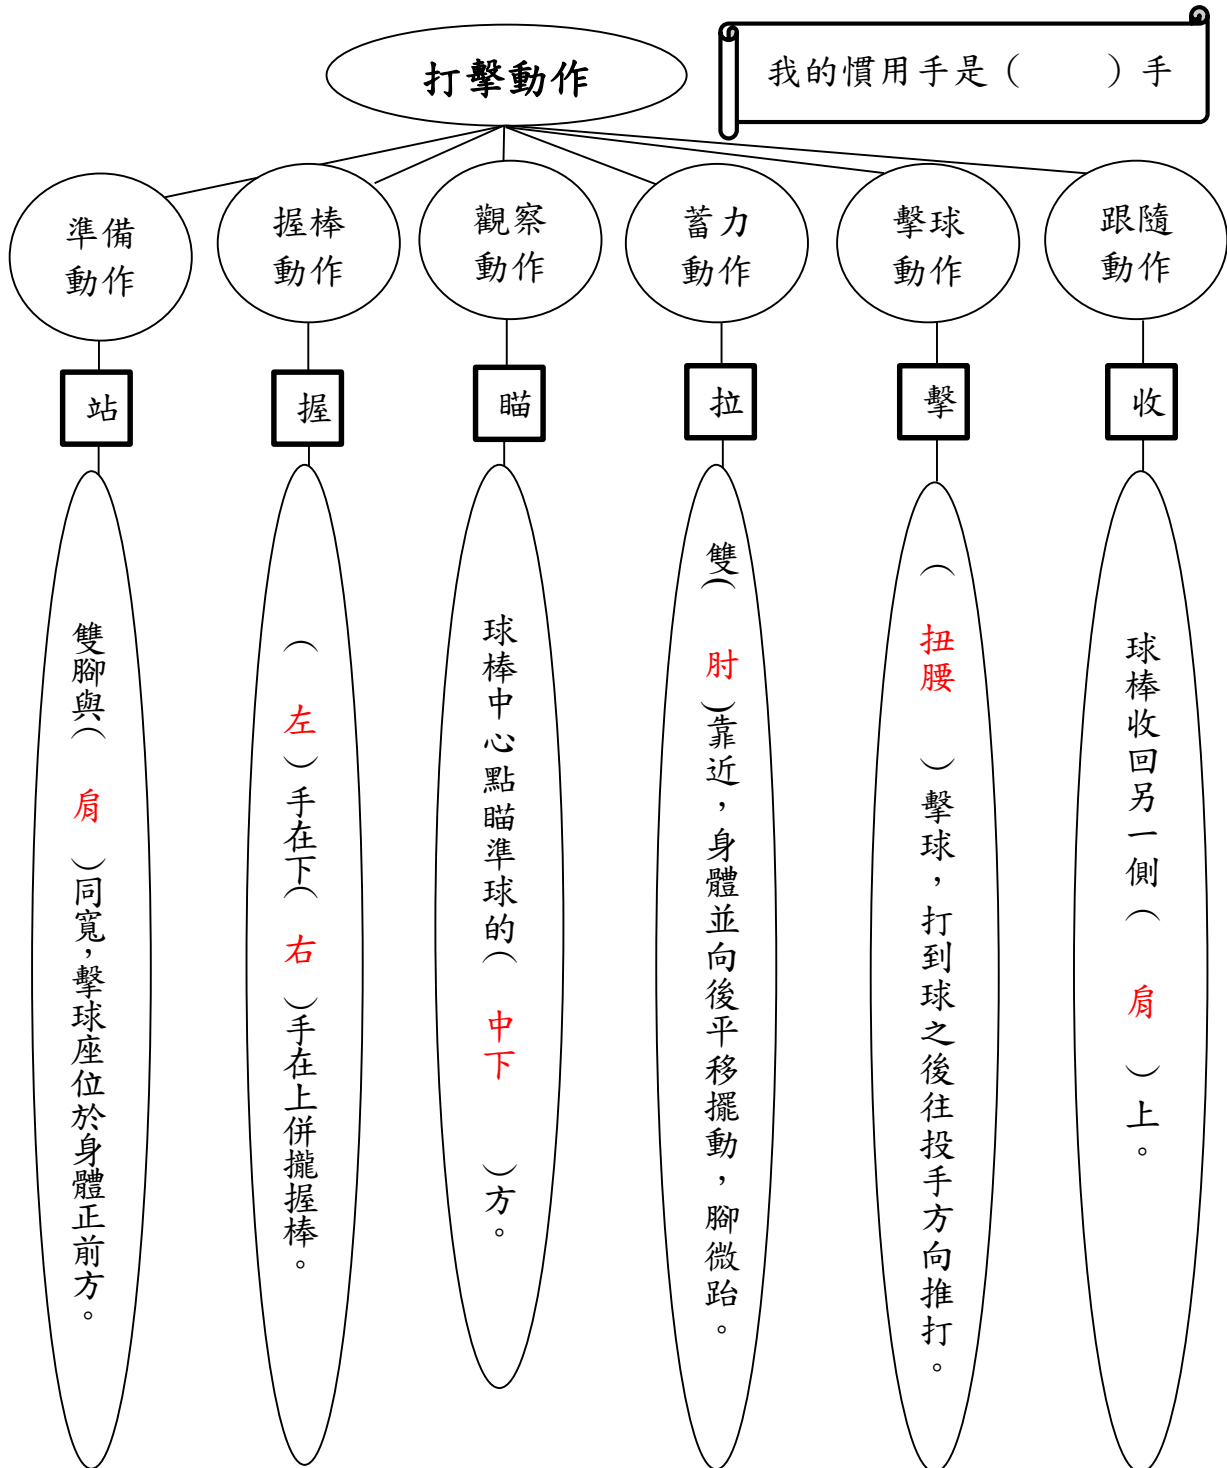 打擊動作
我的慣用手是（　　）手
準備
動作
握棒
動作
觀察
動作
蓄力
動作
擊球
動作
跟隨
動作
站
握
瞄
拉
擊
收
雙腳與（肩）同寬，擊球座位於身體正前方。
（左）手在下（右）手在上併攏握棒。
球棒中心點瞄準球的（中下）方。
雙（肘）靠近，身體並向後平移擺動，腳微跆。
（扭腰）擊球，打到球之後往投手方向推打。
球棒收回另一側（肩）上。